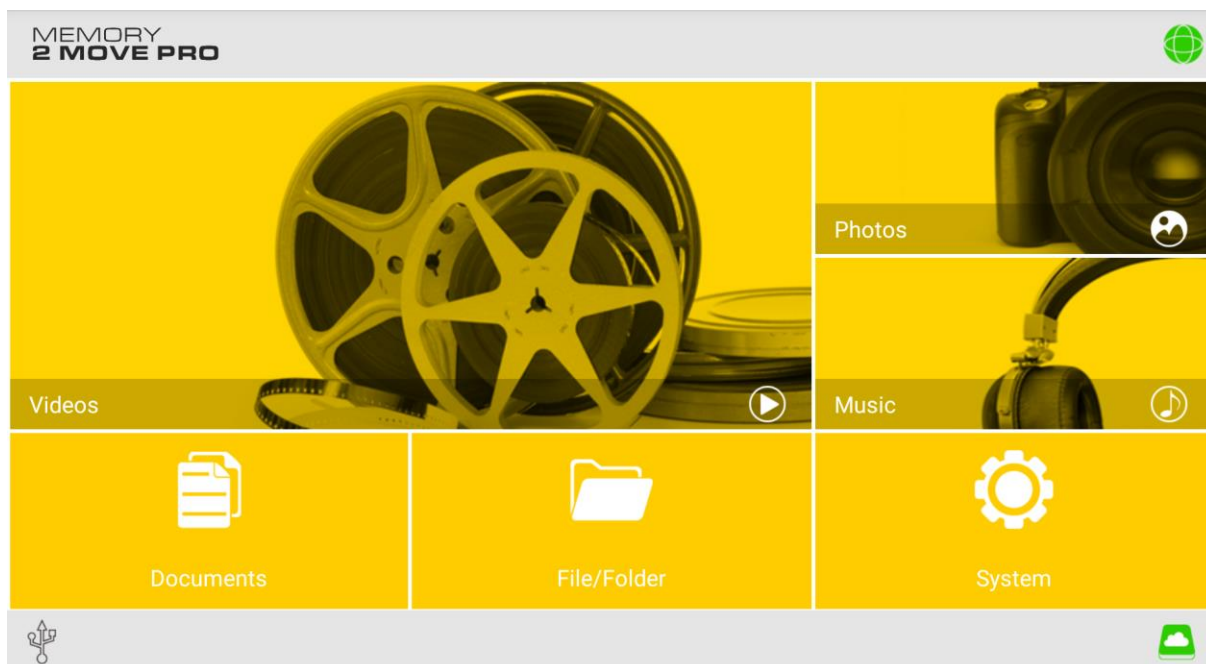 MEMORY
2 MOVE PRO
Videos
Photos
Music
Documents
File/Folder
System